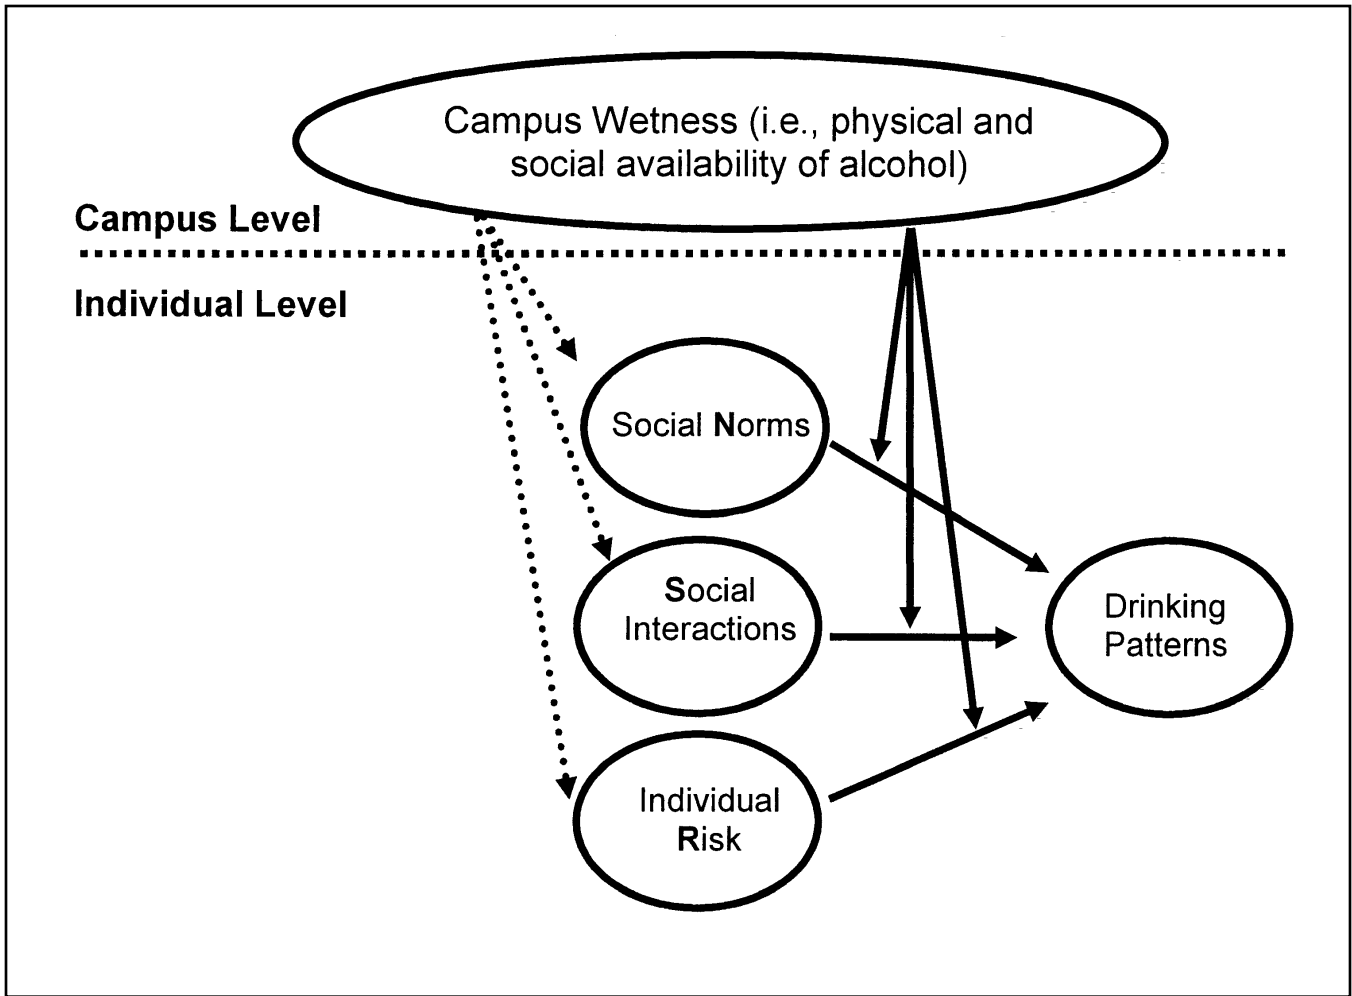 Campus Wetness (i.e., physical and
social availability of alcohol)
Campus Level
Individual Level
Social Norms
Social
Interactions
Drinking
Patterns
Individual
Risk